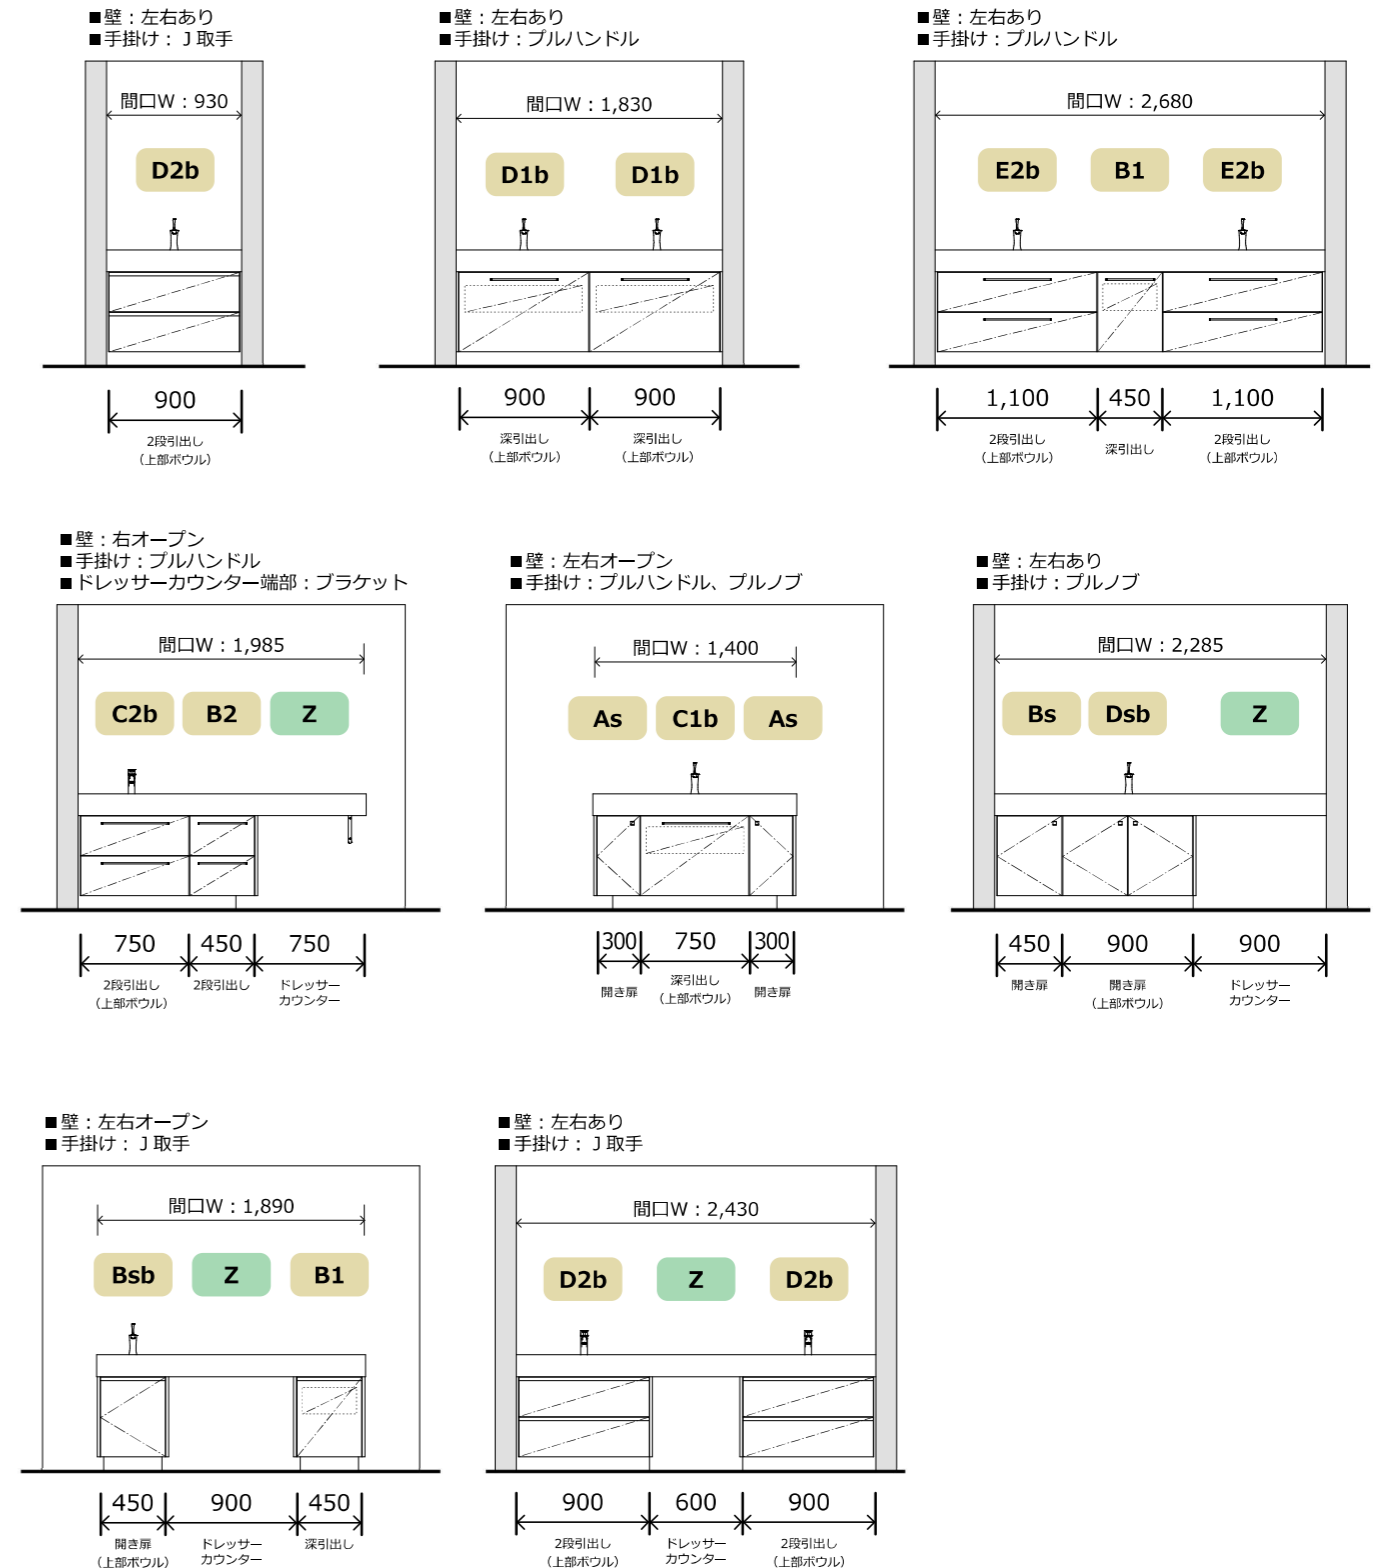 ■壁：左右あり
■手掛け：Ｊ取手
間口W：930
D2b
900
2段引出し
（上部ボウル）
■壁：左右あり
■手掛け：プルハンドル
間口W：1,830
D1b D1b
900 900
深引出し 深引出し
（上部ボウル） （上部ボウル）
■壁：左右あり
■手掛け：プルハンドル
間口W：2,680
E2b B1 E2b
1,100 450 1,100
2段引出し 深引出し 2段引出し
（上部ボウル） （上部ボウル）
■壁：右オープン
■手掛け：プルハンドル
■ドレッサーカウンター端部：ブラケット
間口W：1,985
C2b B2 Z
750 450 750
2段引出し 2段引出し ドレッサー
（上部ボウル） カウンター
■壁：左右オープン
■手掛け：プルハンドル、プルノブ
間口W：1,400
As C1b As
300 750 300
開き扉 深引出し 開き扉
（上部ボウル）
■壁：左右あり
■手掛け：プルノブ
間口W：2,285
Bs Dsb Z
450 900 900
開き扉 開き扉 ドレッサー
（上部ボウル） カウンター
■壁：左右オープン
■手掛け：Ｊ取手
間口W：1,890
Bsb Z B1
450 900 450
開き扉 ドレッサー 深引出し
（上部ボウル） カウンター
■壁：左右あり
■手掛け：Ｊ取手
間口W：2,430
D2b Z D2b
900 600 900
2段引出し ドレッサー 2段引出し
（上部ボウル） カウンター （上部ボウル）